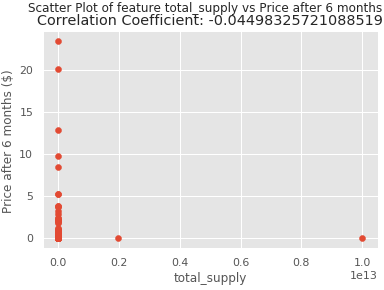 Scatter Plot of feature total_supply vs Price after 6 months
Correlation Coefficient: -0.04498325721088519
Price after 6 months ($)
20
15
10
5
0
0.0 0.2 0.4 0.6 0.8 1.0
1e13
total_supply